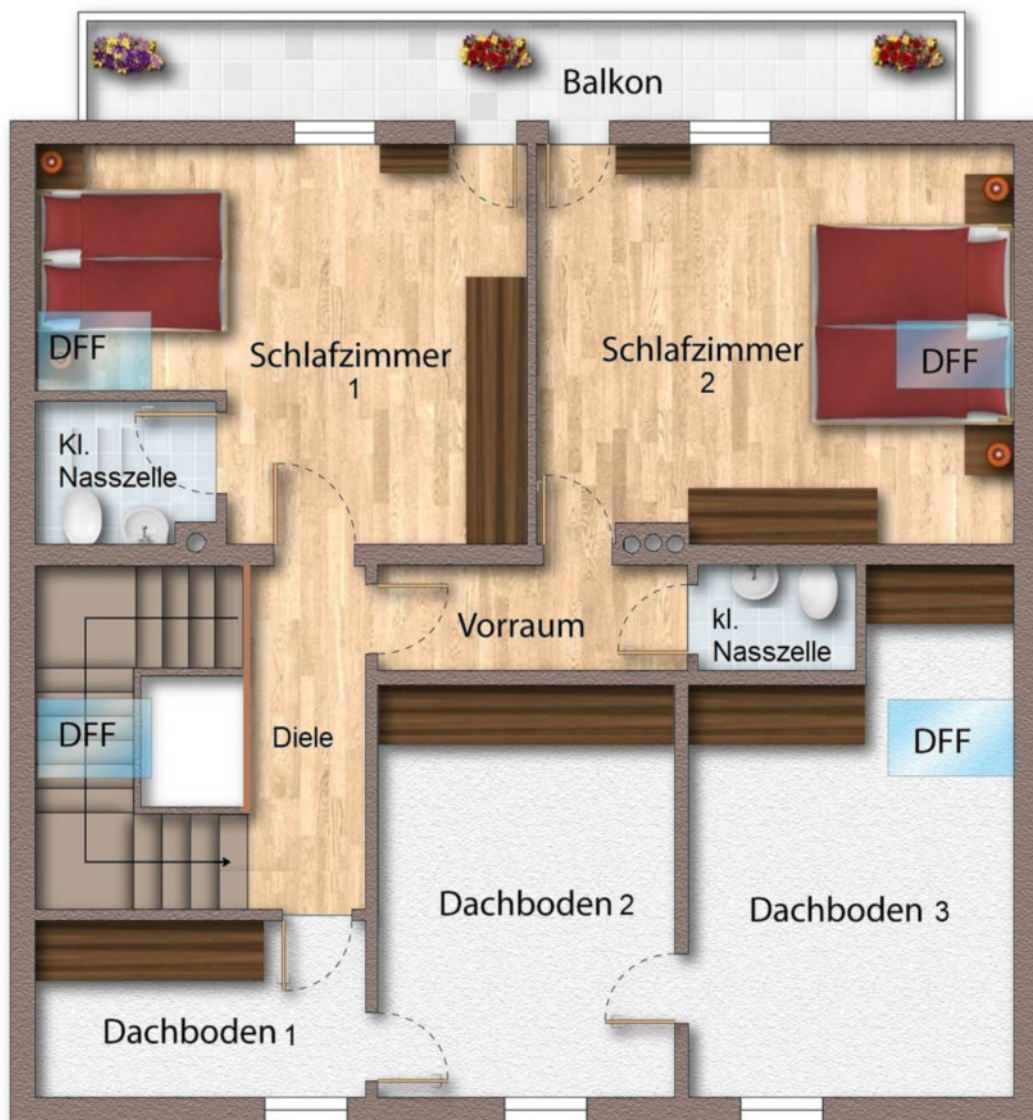 Balkon
DFF
Schlafzimmer
1
Schlafzimmer
2
DFF
Kl.
Nasszelle
Vorraum
kl.
Nasszelle
DFF
Diele
DFF
Dachboden 2
Dachboden 3
Dachboden 1